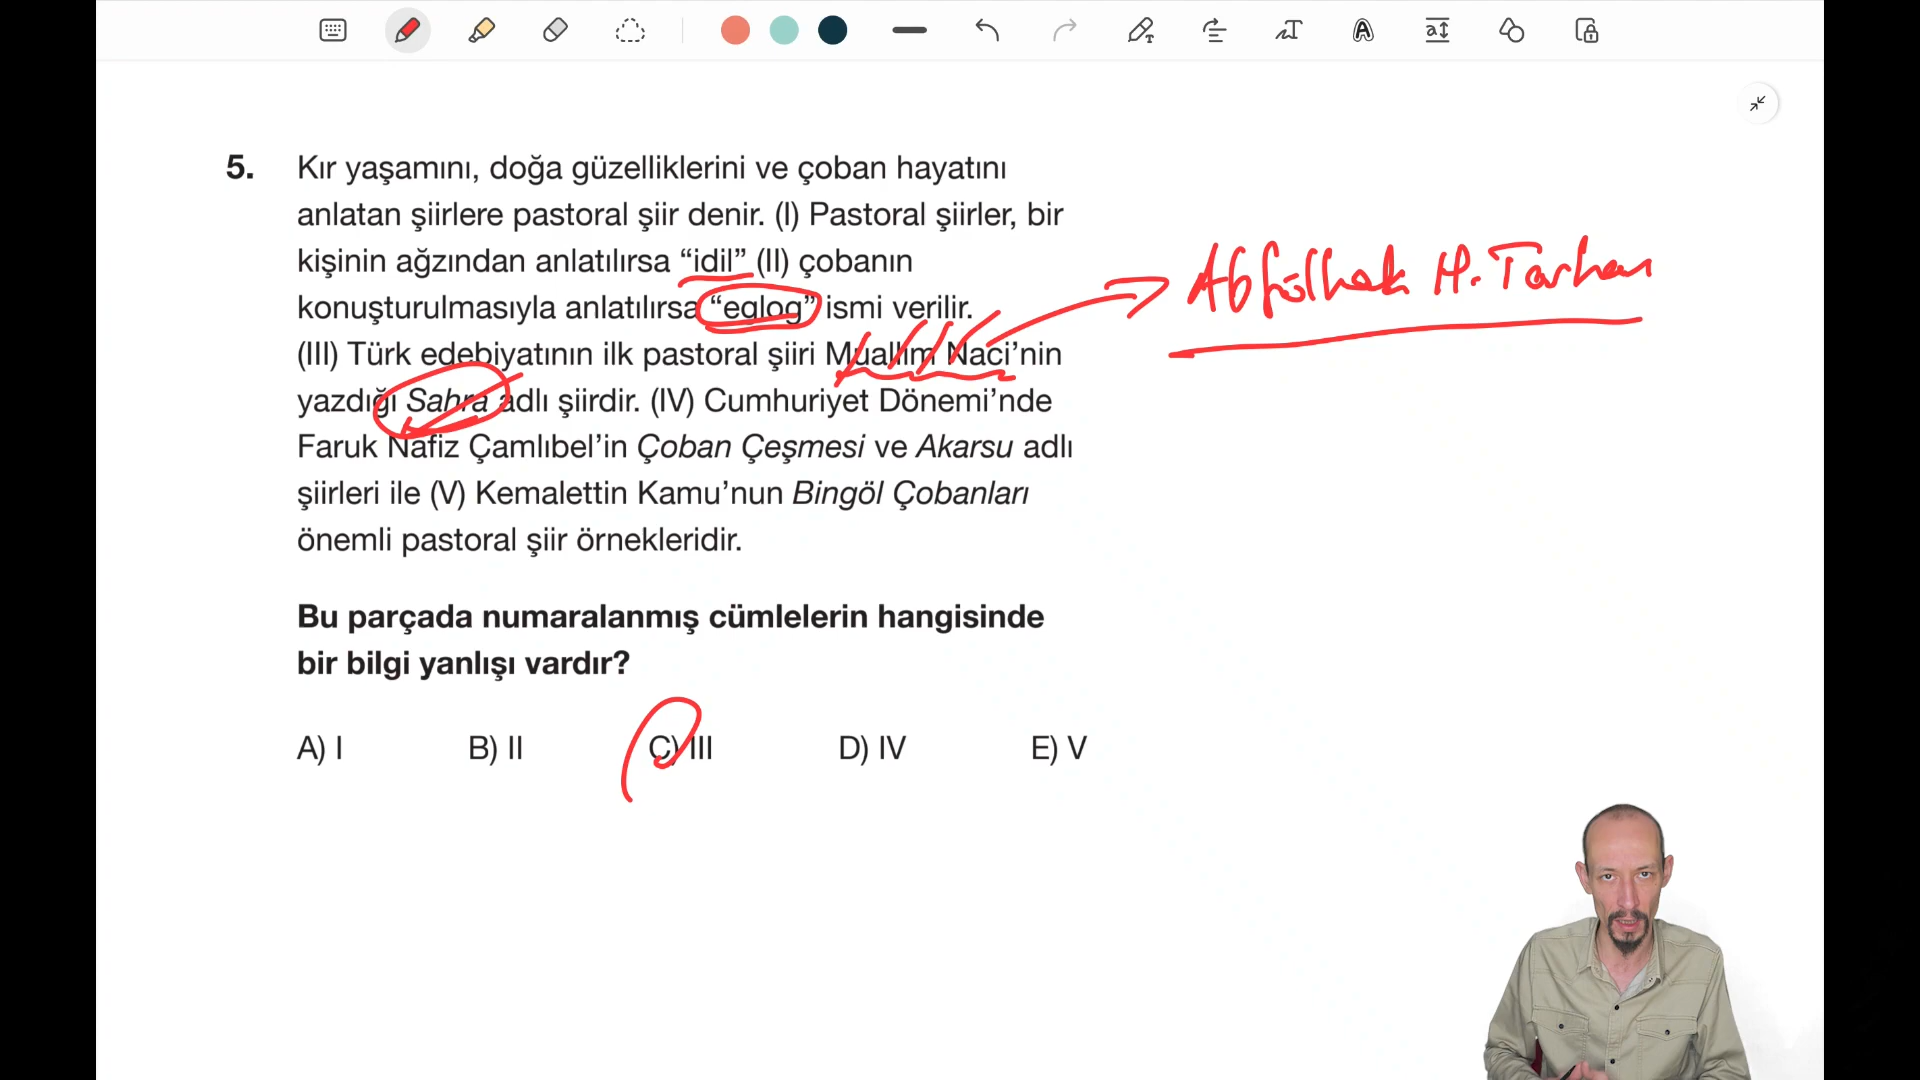 5. Kır yaşamını, doğa güzelliklerini ve çoban hayatını
anlatan şiirlere pastoral şiir denir. (I) Pastoral şiirler, bir
kişinin ağzından anlatılırsa “idil” (II) çobanın
konuşturulmasıyla anlatılırsa “eglog” ismi verilir.
(III) Türk edebiyatının ilk pastoral şiiri Muallim Naci’nin
yazdığı Sahra adlı şiirdir. (IV) Cumhuriyet Dönemi’nde
Faruk Nafiz Çamlıbel’in Çoban Çeşmesi ve Akarsu adlı
şiirleri ile (V) Kemalettin Kamu’nun Bingöl Çobanları
önemli pastoral şiir örnekleridir.
Abdülhak H. Tarhan
Bu parçada numaralanmış cümlelerin hangisinde
bir bilgi yanlışı vardır?
A) I B) II C) III D) IV E) V